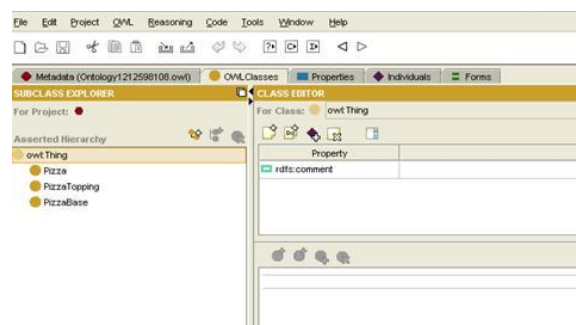 File Edit Project OWL Reasoning Code Tools Window Help
Metadata (Ontology1212598108.owl) OWLClasses Properties Individuals Forms
SUBCLASS EXPLORER CLASS EDITOR
For Project: For Class: owl:Thing
Asserted Hierarchy
Property
owl:Thing
rdfs:comment
Pizza
PizzaTopping
PizzaBase